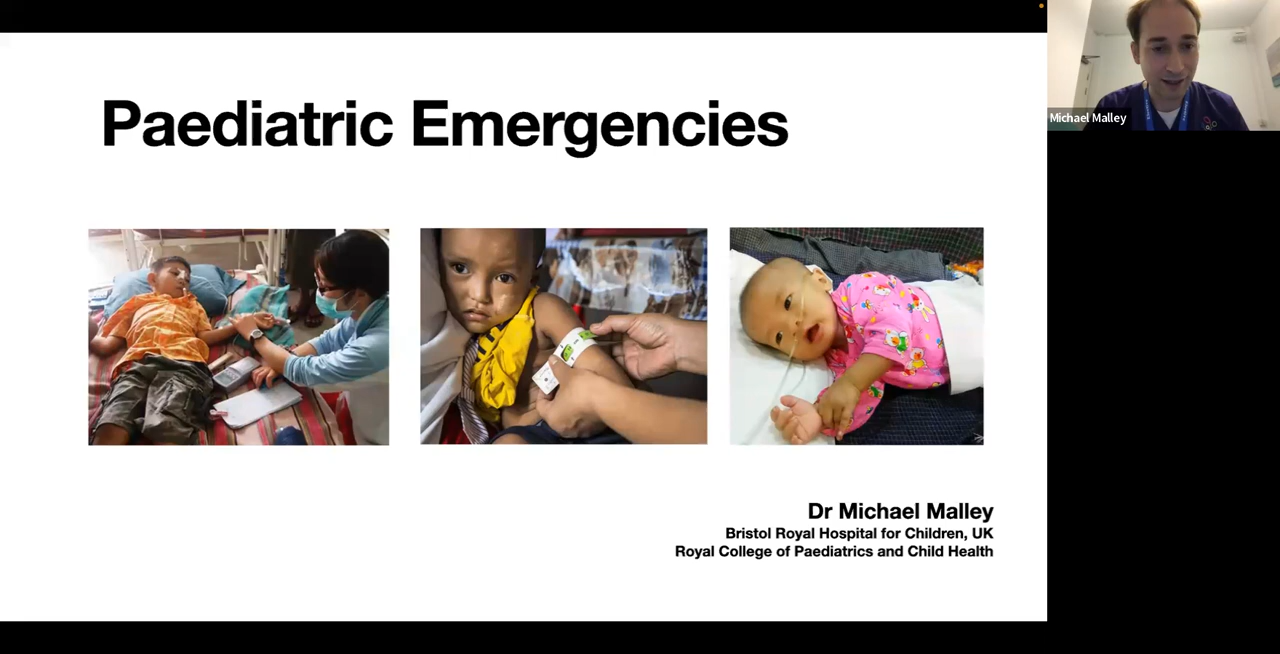 Paediatric Emergencies
Michael Malley
Dr Michael Malley
Bristol Royal Hospital for Children, UK
Royal College of Paediatrics and Child Health